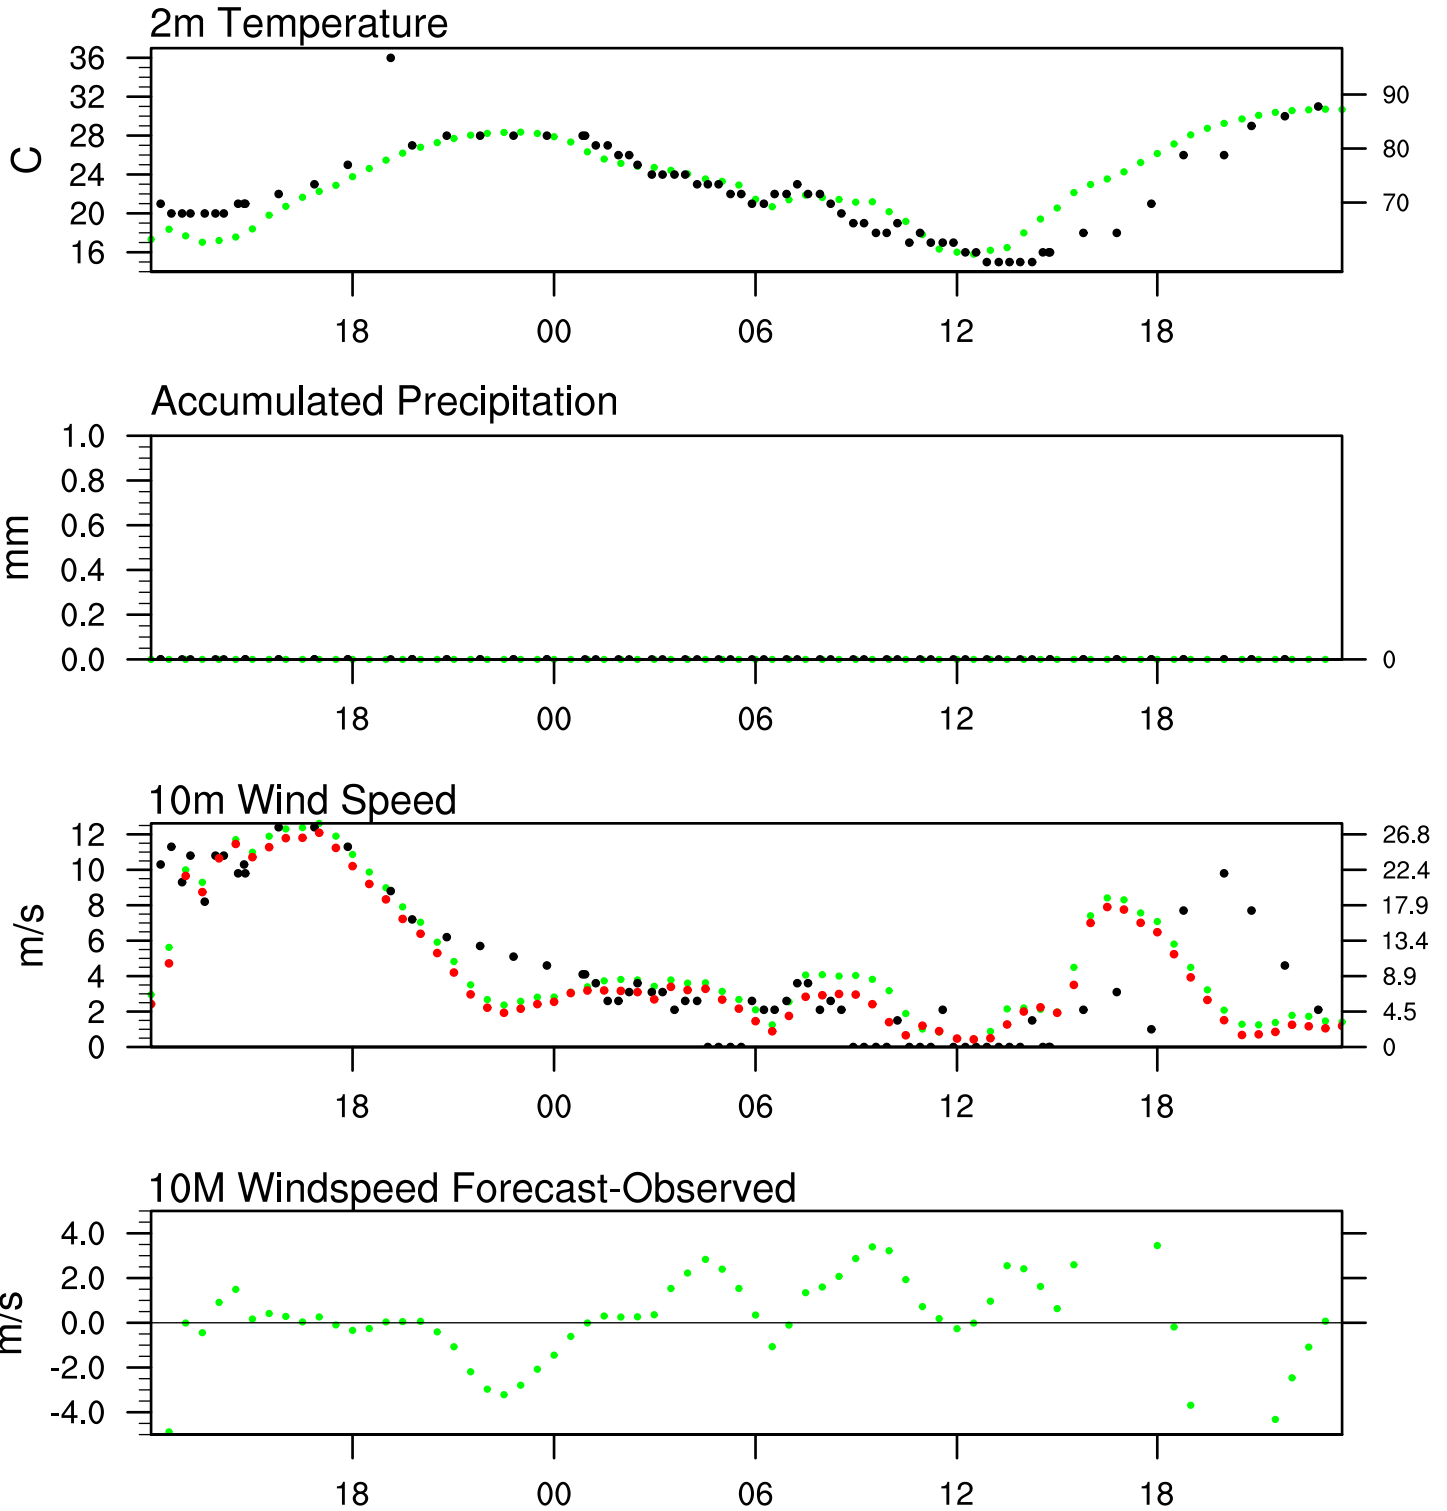 2m Temperature
36
32
28
24
20
16
C
90
80
70
18 00 06 12 18
Accumulated Precipitation
1.0
0.8
0.6
0.4
0.2
0.0
mm
0
18 00 06 12 18
10m Wind Speed
12
10
8
6
4
2
0
m/s
26.8
22.4
17.9
13.4
8.9
4.5
0
18 00 06 12 18
10M Windspeed Forecast-Observed
4.0
2.0
0.0
-2.0
-4.0
m/s
18 00 06 12 18